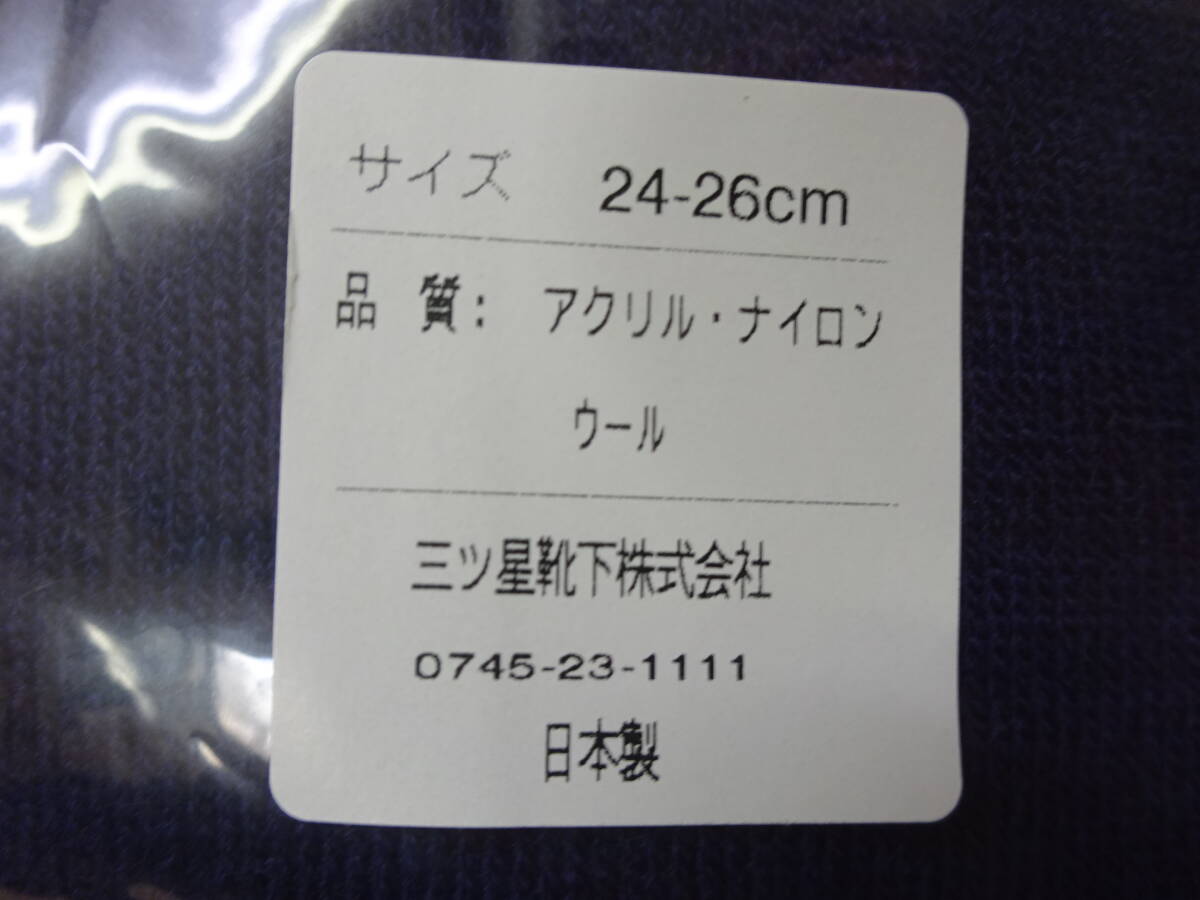 サイズ 24-26cm
品 質: アクリル・ナイロン
ウール
三ツ星靴下株式会社
0745-23-1111
日本製